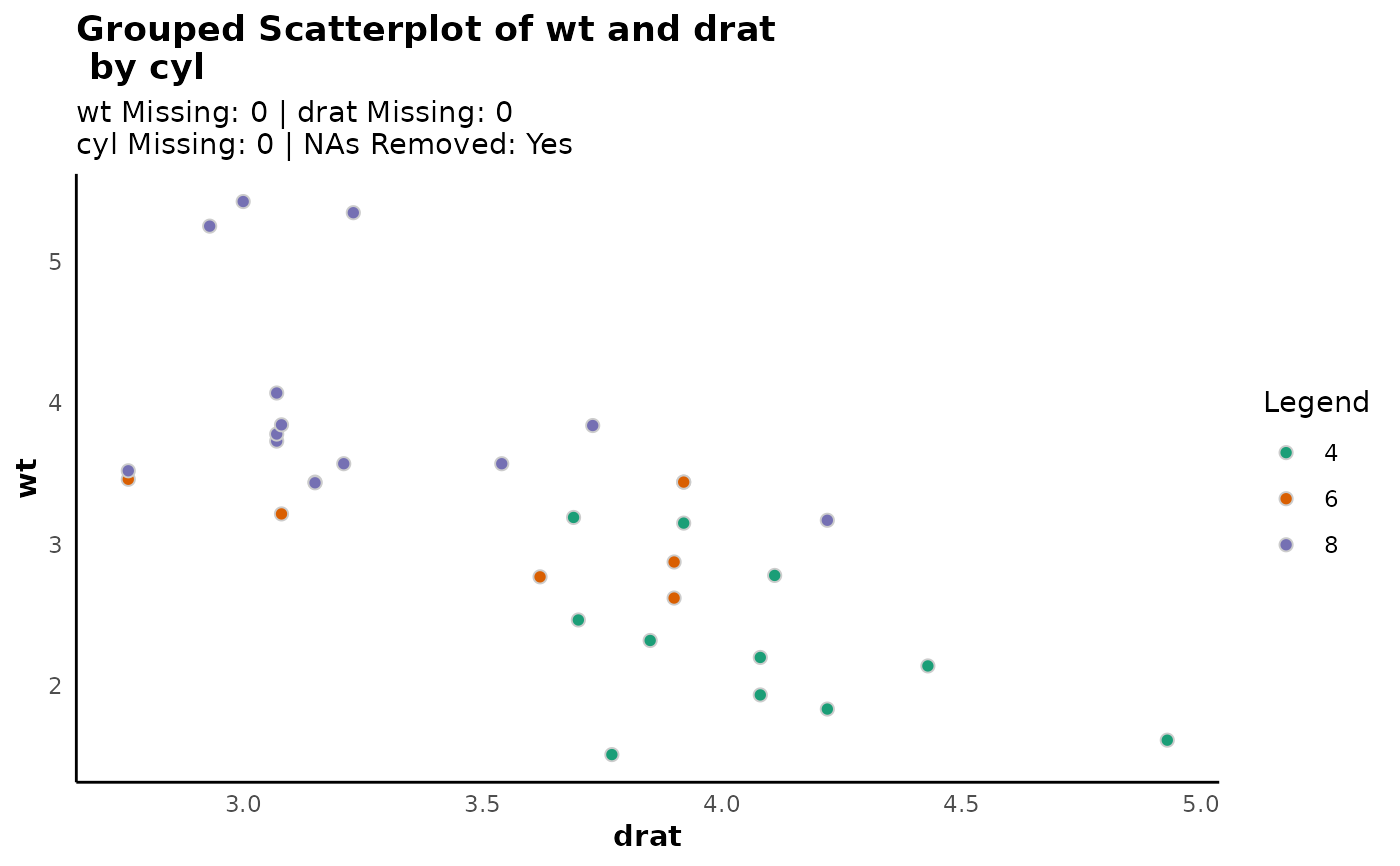 Grouped Scatterplot of wt and drat
by cyl
wt Missing: 0 | drat Missing: 0
cyl Missing: 0 | NAs Removed: Yes
5
4
3
2
wt
3.0 3.5 4.0 4.5 5.0
drat
Legend
4
6
8